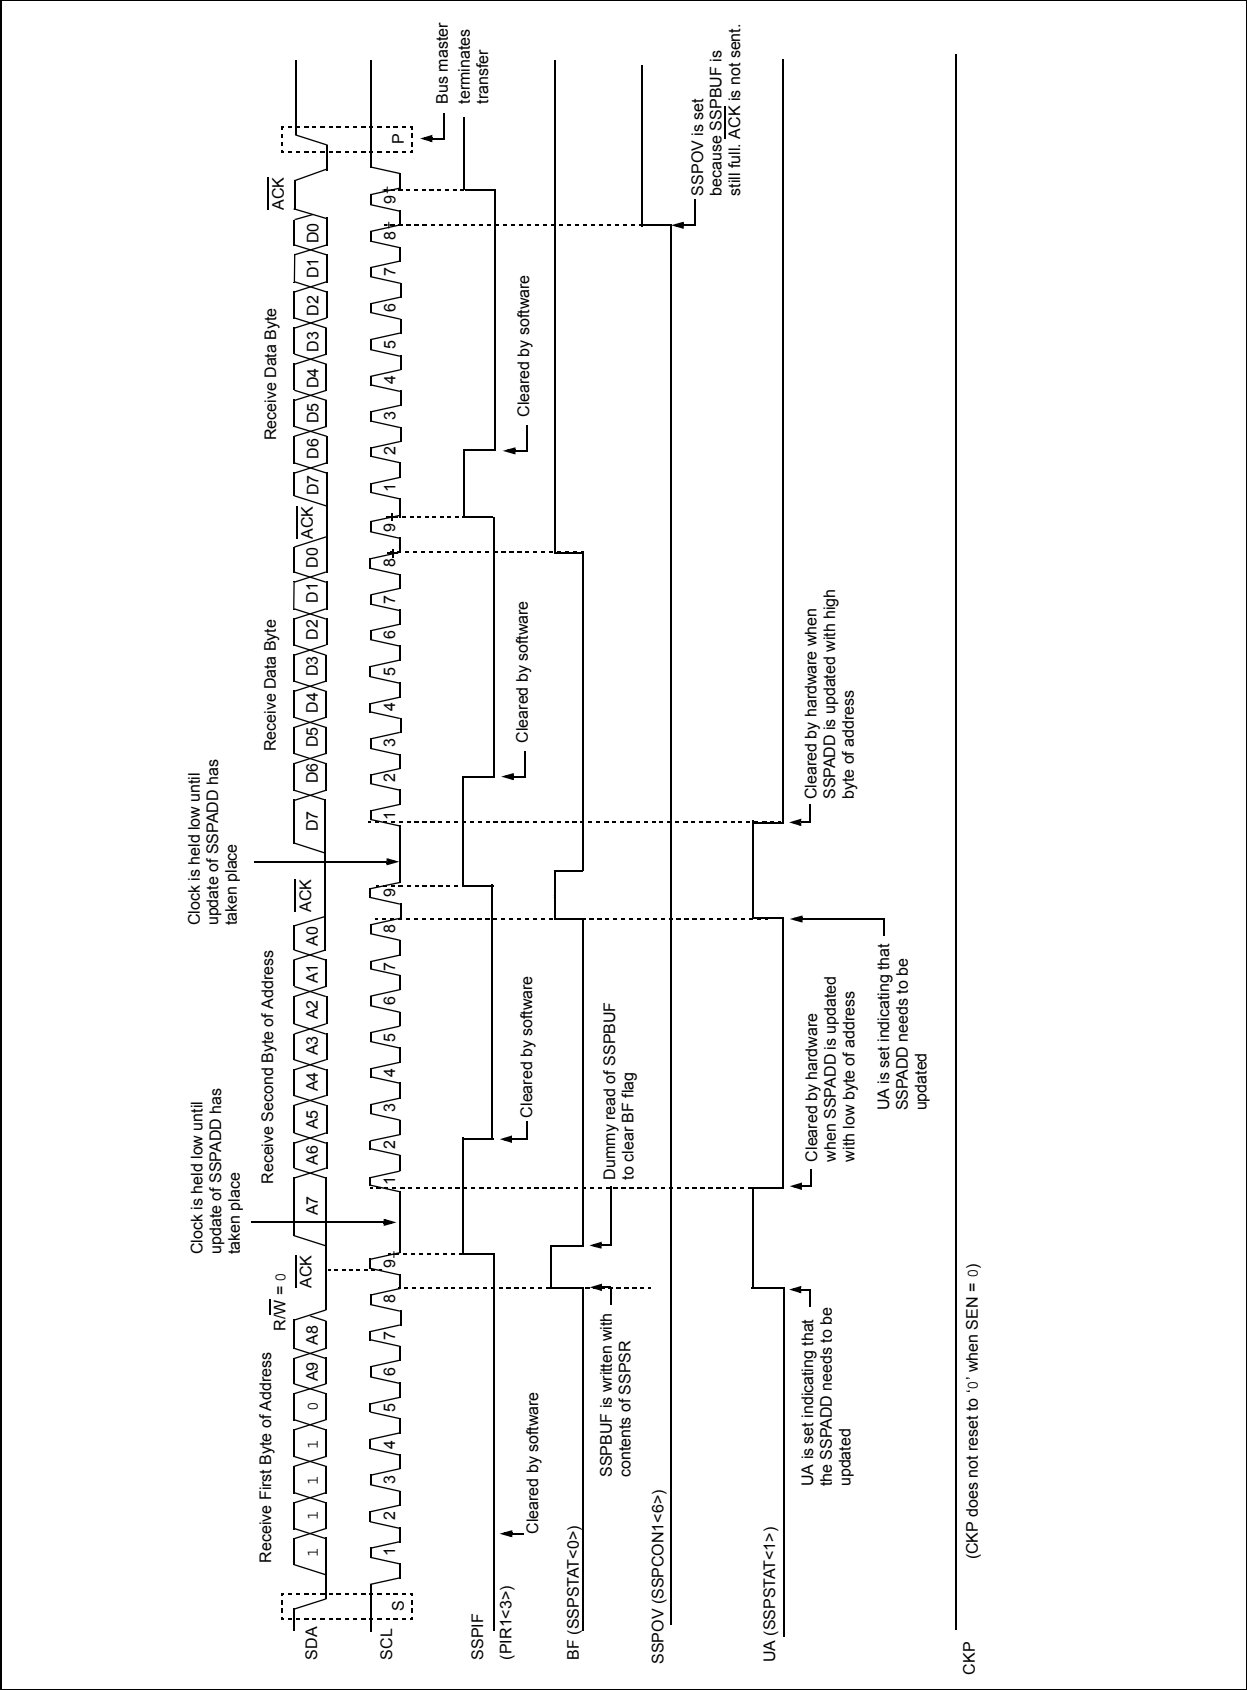 Receive First Byte of Address
R/W = 0
ACK
Clock is held low until
update of SSPADD has
taken place
Receive Second Byte of Address
ACK
Clock is held low until
update of SSPADD has
taken place
Receive Data Byte
ACK
Receive Data Byte
ACK
SDA
1 1 1 1 0 A9 A8 A7 A6 A5 A4 A3 A2 A1 A0 D7 D6 D5 D4 D3 D2 D1 D0 D7 D6 D5 D4 D3 D2 D1 D0
SCL
S 1 2 3 4 5 6 7 8 9 1 2 3 4 5 6 7 8 9 1 2 3 4 5 6 7 8 9 1 2 3 4 5 6 7 8 9 P
Bus master
terminates
transfer
SSPIF
(PIR1<3>)
Cleared by software
Cleared by software
Cleared by software
Cleared by software
BF (SSPSTAT<0>)
SSPBUF is written with
contents of SSPSR
Dummy read of SSPBUF
to clear BF flag
SSPOV (SSPCON1<6>)
SSPOV is set
because SSPBUF is
still full. ACK is not sent.
UA (SSPSTAT<1>)
UA is set indicating that
the SSPADD needs to be
updated
Cleared by hardware
when SSPADD is updated
with low byte of address
UA is set indicating that
SSPADD needs to be
updated
Cleared by hardware when
SSPADD is updated with high
byte of address
CKP
(CKP does not reset to ‘0’ when SEN = 0)